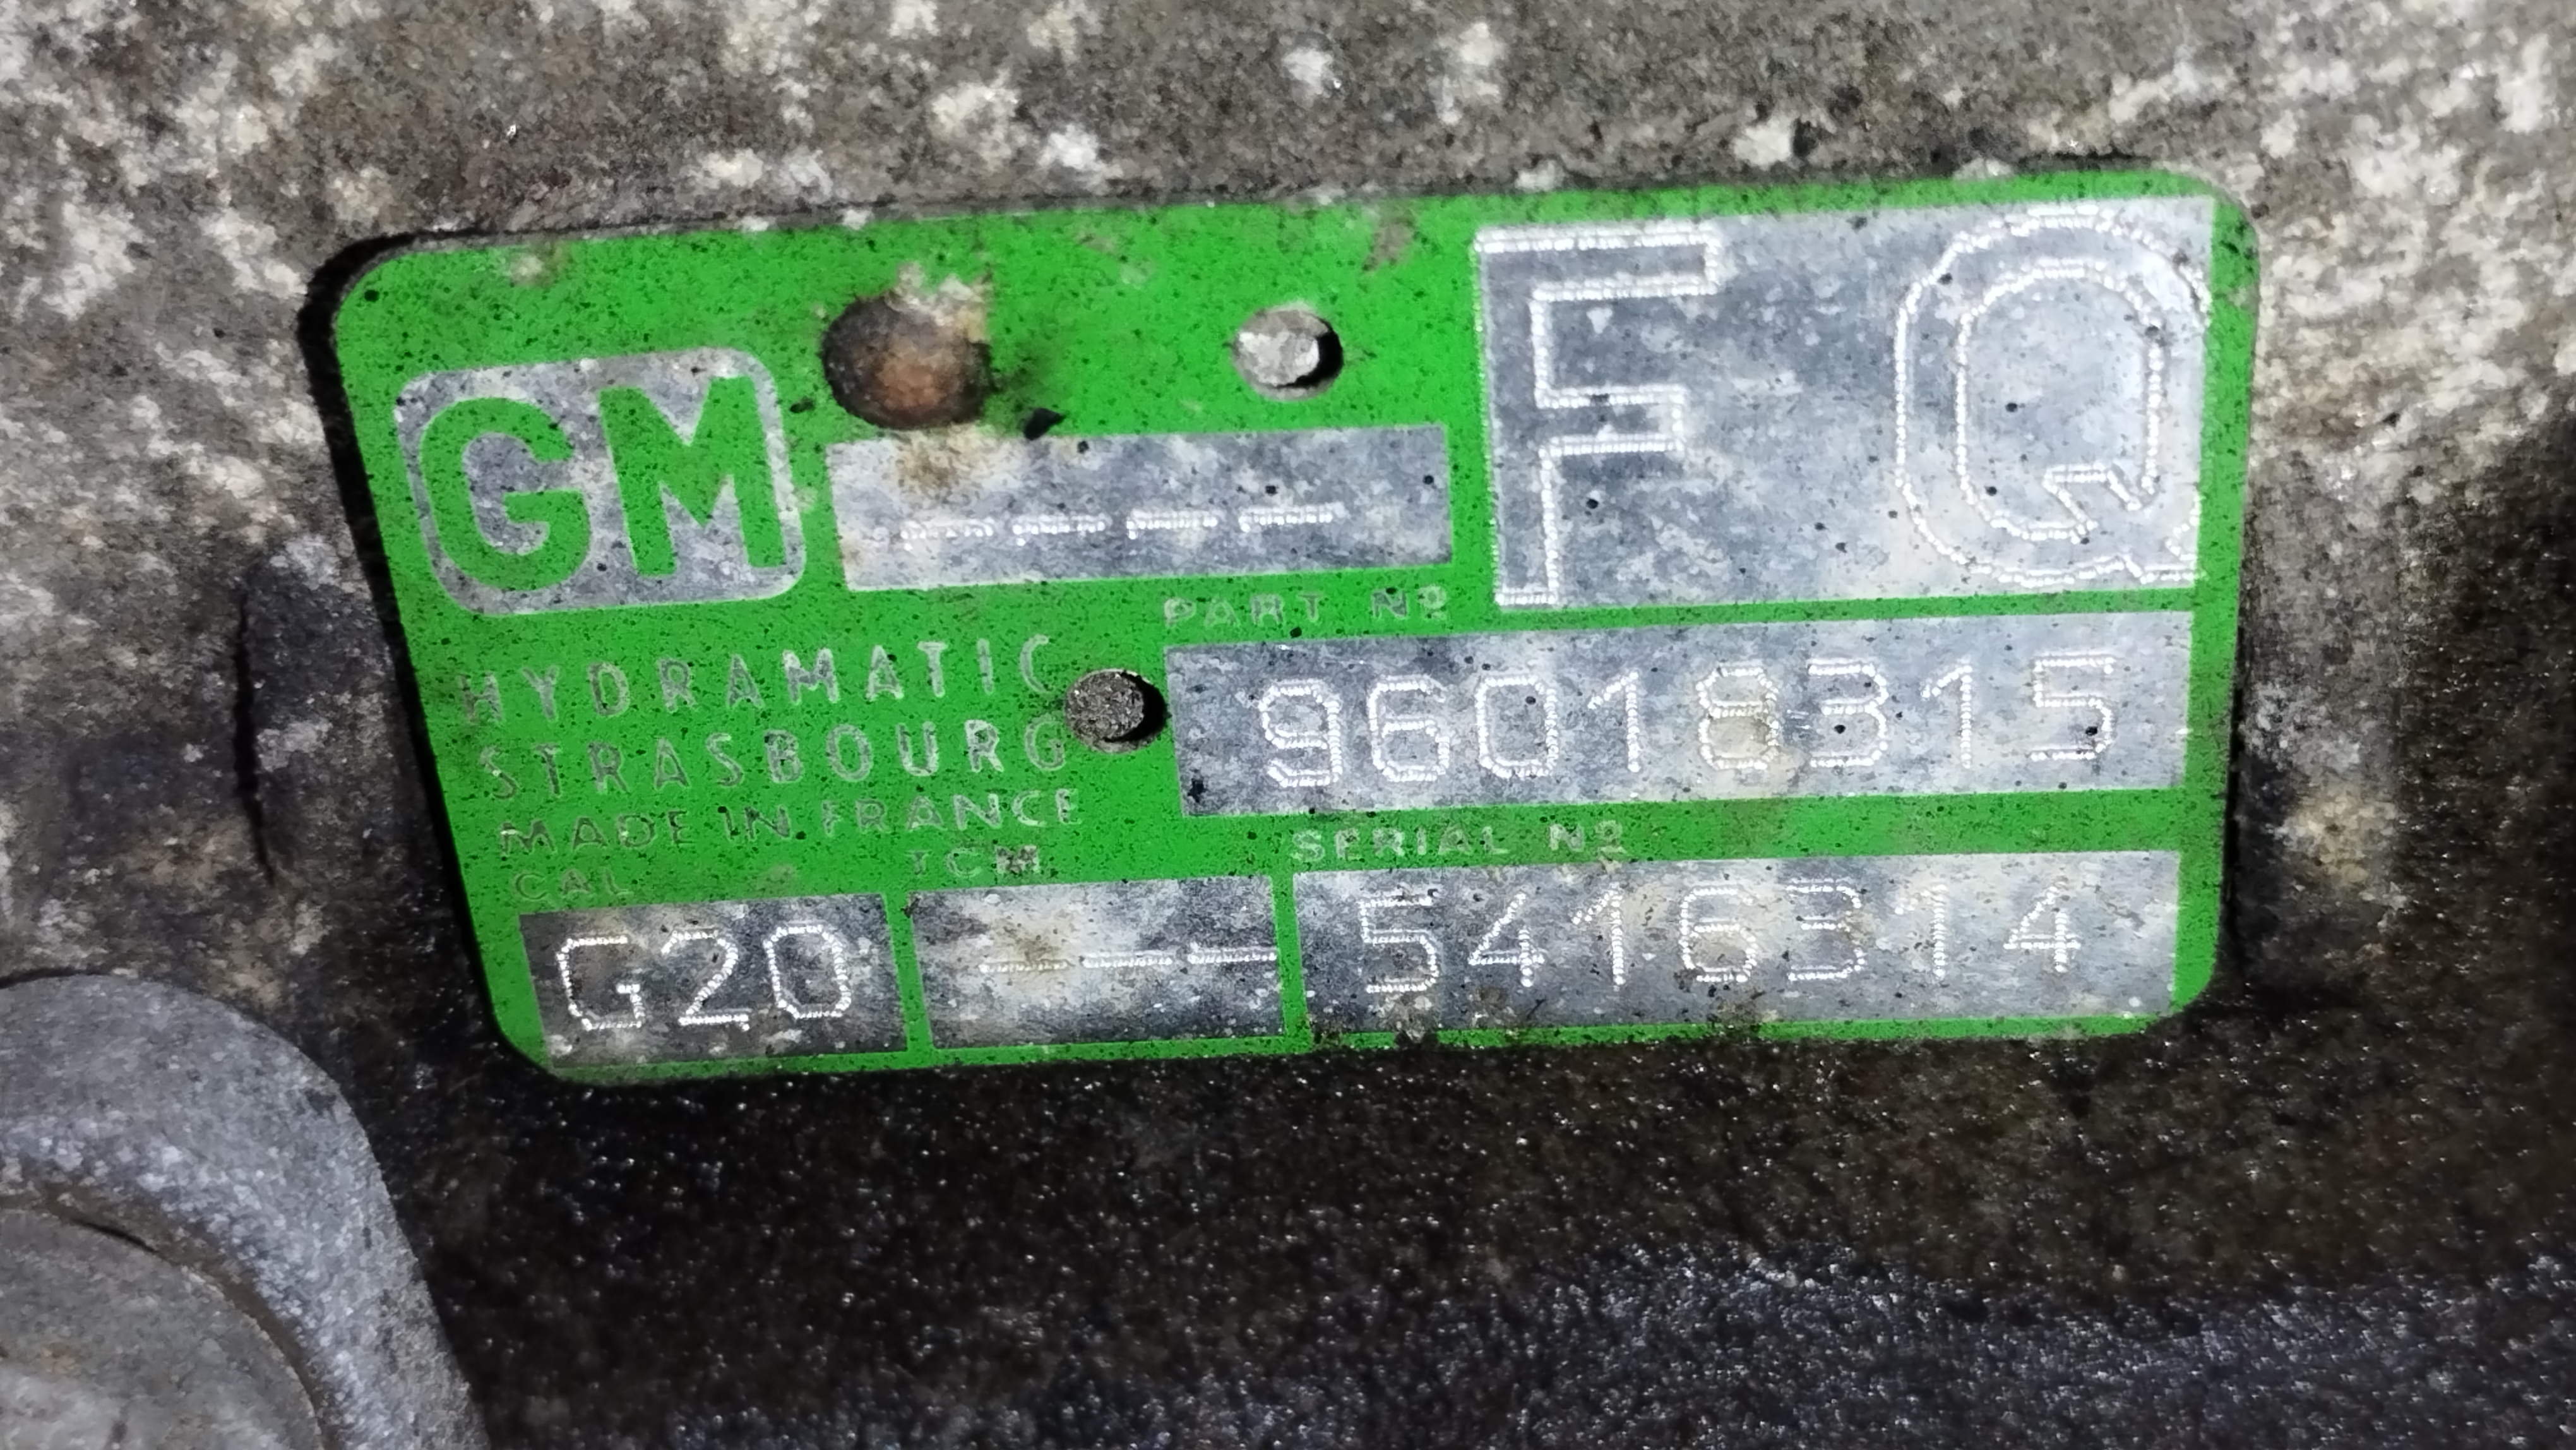 GM
----
FQ
PART Nº
HYDRAMATIC
96018315
STRASBOURG
MADE IN FRANCE
CAL
TCM
SERIAL Nº
G20
---
5416314